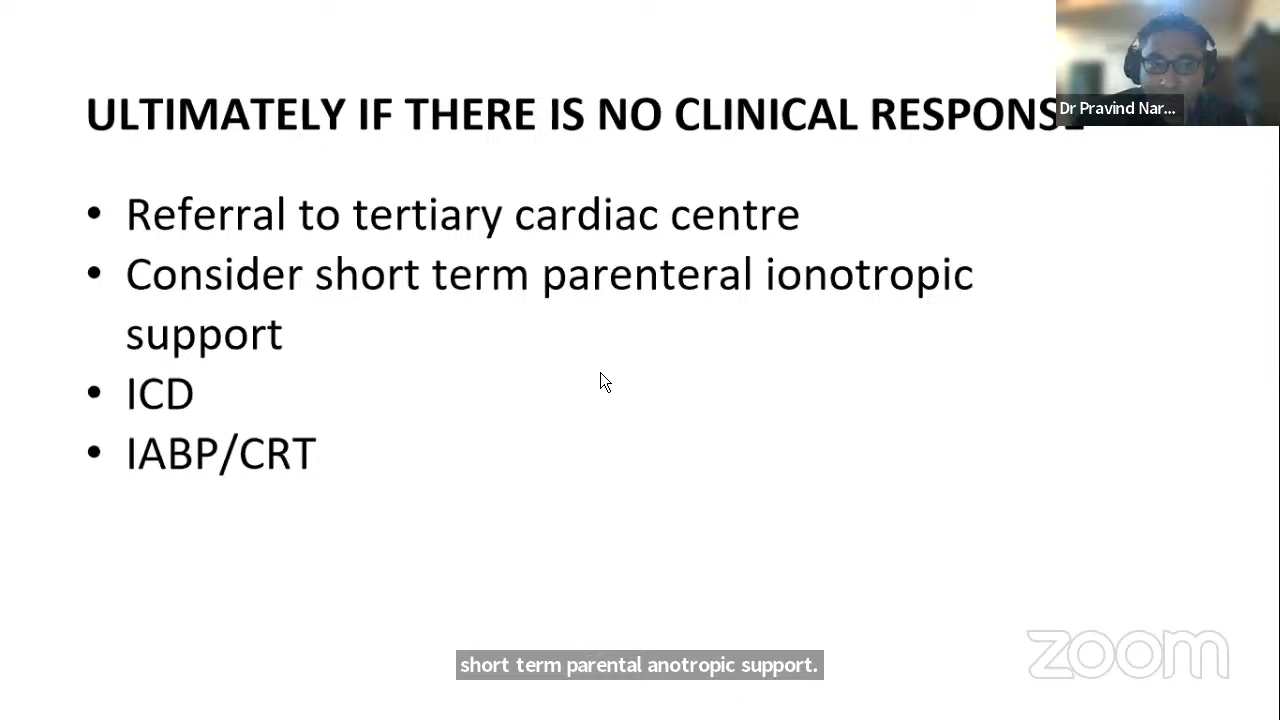 ULTIMATELY IF THERE IS NO CLINICAL RESPONSE
Dr Pravind Nar...
• Referral to tertiary cardiac centre
• Consider short term parenteral ionotropic
support
• ICD
• IABP/CRT
short term parental anotropic support.
zoom